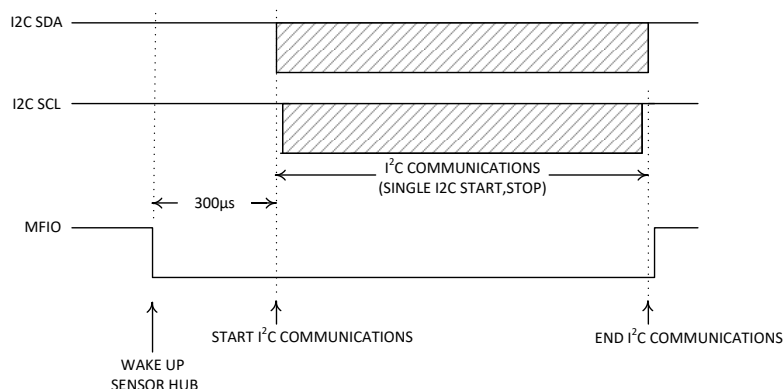 I2C SDA
I2C SCL
I²C COMMUNICATIONS
(SINGLE I2C START,STOP)
300µs
MFIO
START I²C COMMUNICATIONS
END I²C COMMUNICATIONS
WAKE UP
SENSOR HUB